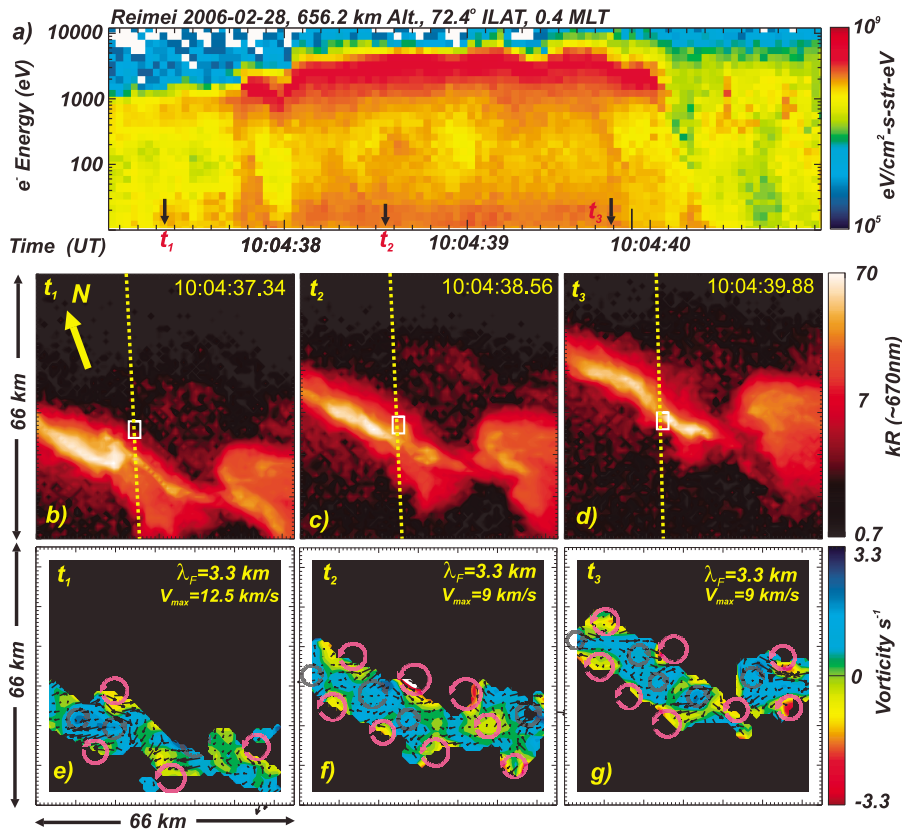 Reimei 2006-02-28, 656.2 km Alt., 72.4° ILAT, 0.4 MLT
a)
e⁻ Energy (eV)
10000
1000
100
10⁹
eV/cm²-s-str-eV
10⁵
t₁
t₂
t₃
Time (UT)
10:04:38
10:04:39
10:04:40
66 km
t₁
N
10:04:37.34
b)
t₂
10:04:38.56
c)
t₃
10:04:39.88
d)
70
7
0.7
kR (~670nm)
66 km
t₁
λF=3.3 km
Vmax=12.5 km/s
e)
t₂
λF=3.3 km
Vmax=9 km/s
f)
t₃
λF=3.3 km
Vmax=9 km/s
g)
3.3
0
-3.3
Vorticity s⁻¹
66 km